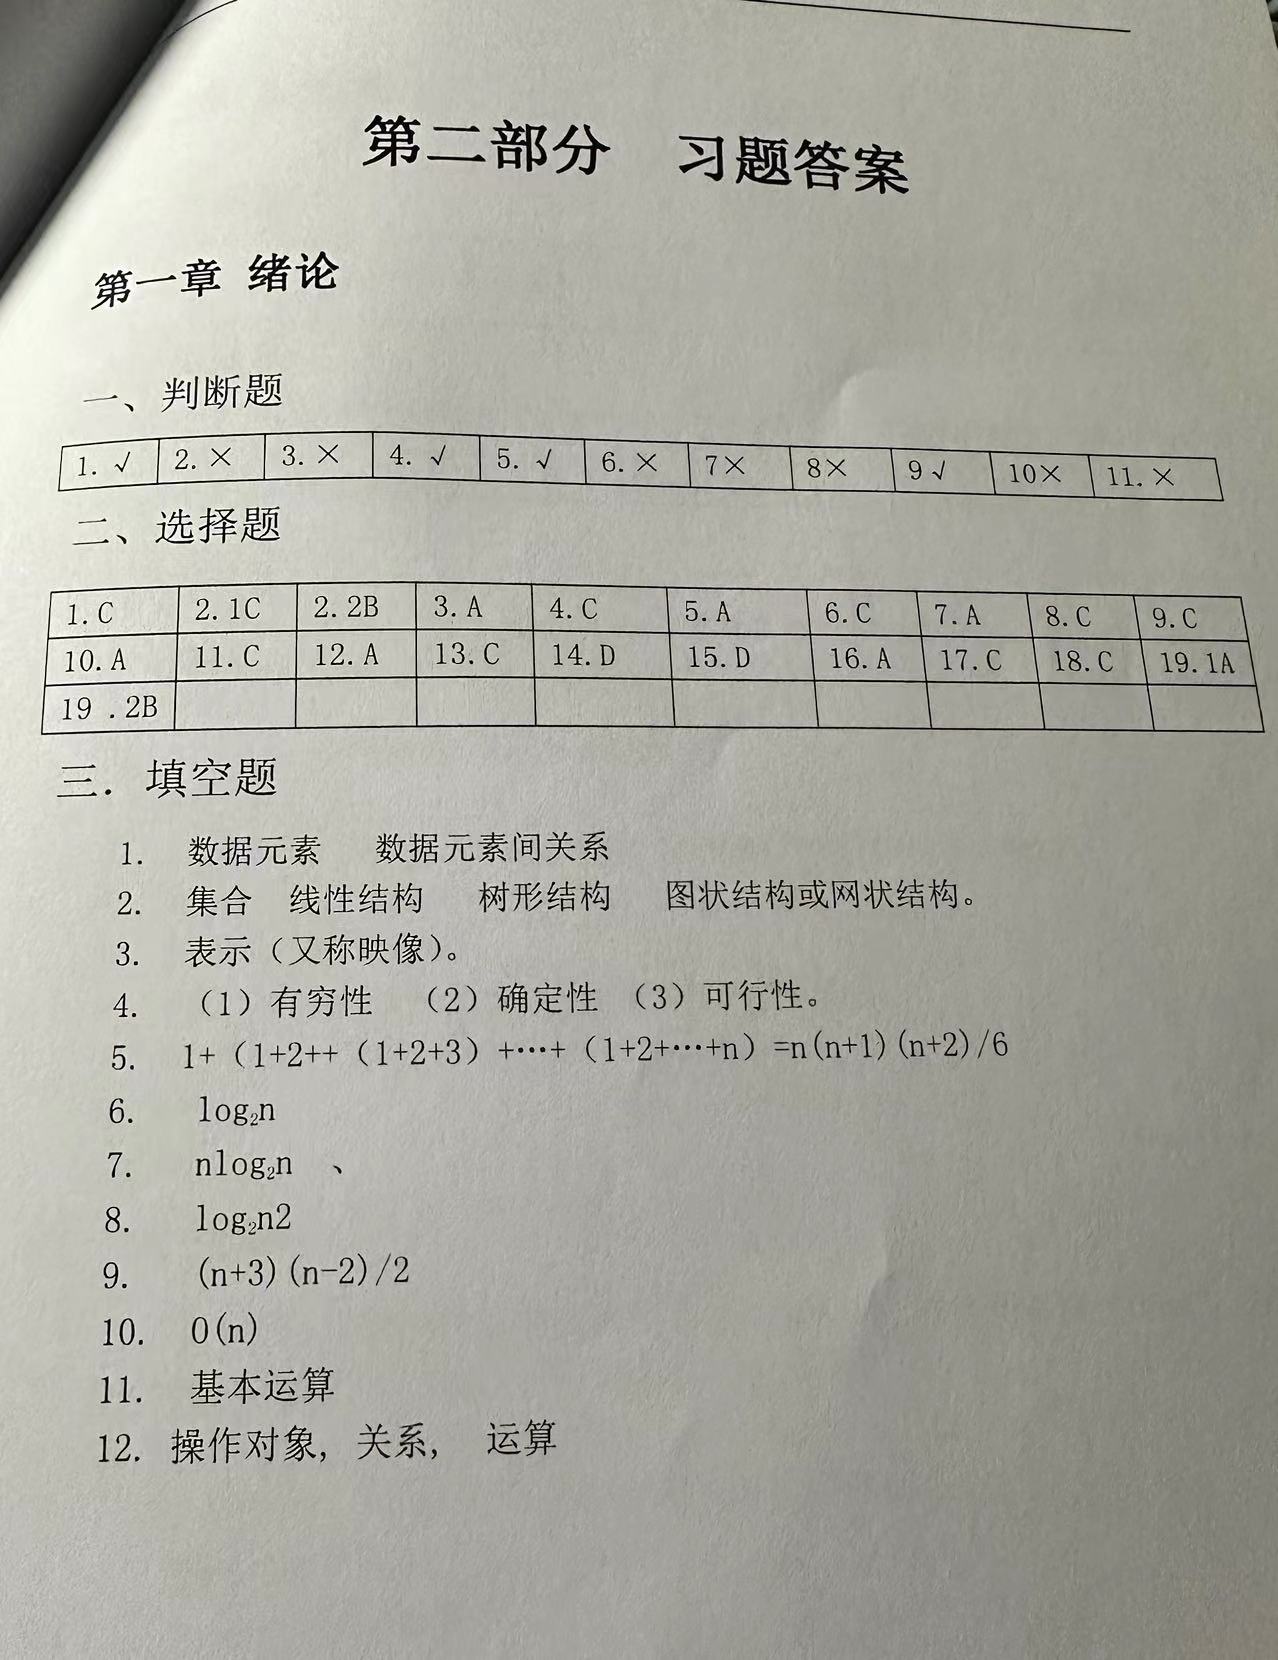 第二部分 习题答案
第一章 绪论
一、判断题
1. √ 2. × 3. × 4. √ 5. √ 6. × 7× 8× 9 √ 10× 11. ×
二、选择题
1. C 2. 1C 2. 2B 3. A 4. C 5. A 6. C 7. A 8. C 9. C
10. A 11. C 12. A 13. C 14. D 15. D 16. A 17. C 18. C 19. 1A
19 . 2B
三. 填空题
1. 数据元素 数据元素间关系
2. 集合 线性结构 树形结构 图状结构或网状结构。
3. 表示（又称映像）。
4. （1）有穷性 （2）确定性 （3）可行性。
5. 1+（1+2++（1+2+3）+…+（1+2+…+n）=n(n+1)(n+2)/6
6. log₂n
7. nlog₂n 、
8. log₂n2
9. (n+3)(n-2)/2
10. O(n)
11. 基本运算
12. 操作对象, 关系, 运算